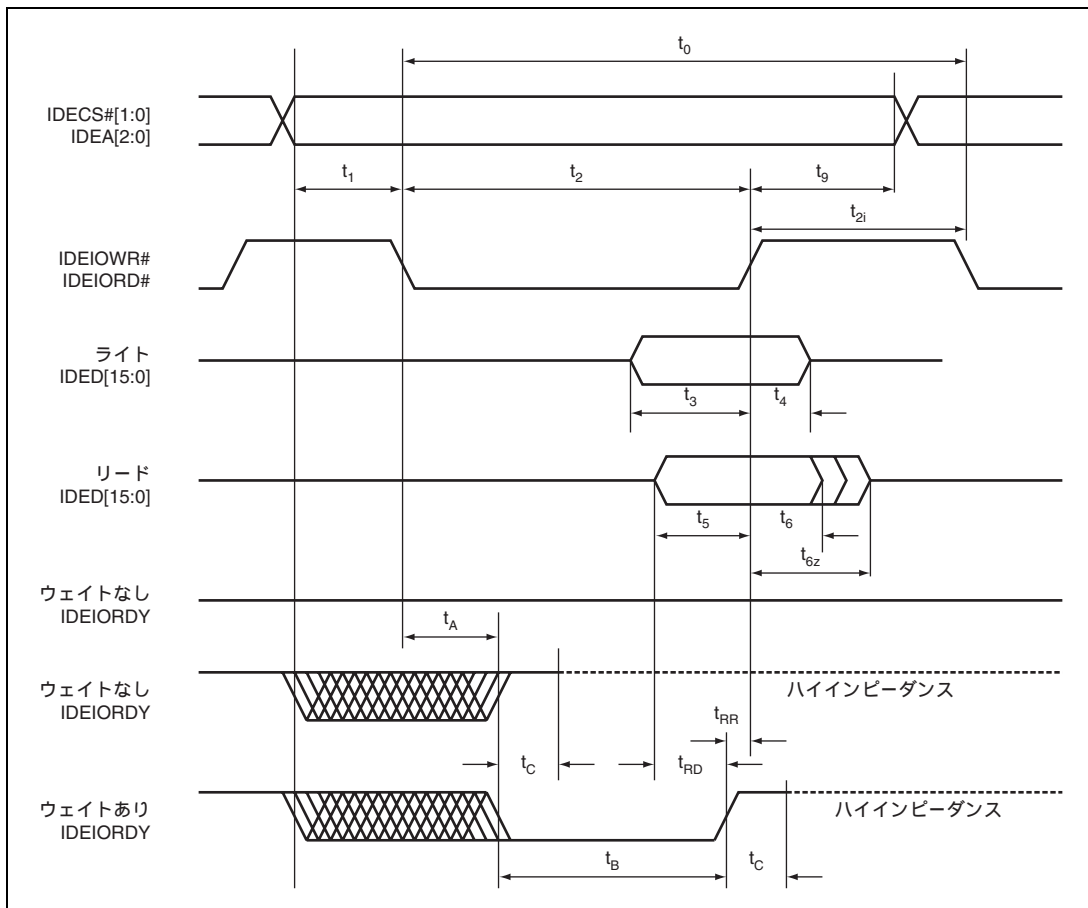 t0
IDECS#[1:0]
IDEA[2:0]
t1
t2
t9
t2i
IDEIOWR#
IDEIORD#
ライト
IDED[15:0]
t3
t4
リード
IDED[15:0]
t5
t6
t6z
ウェイトなし
IDEIORDY
tA
ウェイトなし
IDEIORDY
ハイインピーダンス
tRR
tC
tRD
ウェイトあり
IDEIORDY
ハイインピーダンス
tB
tC